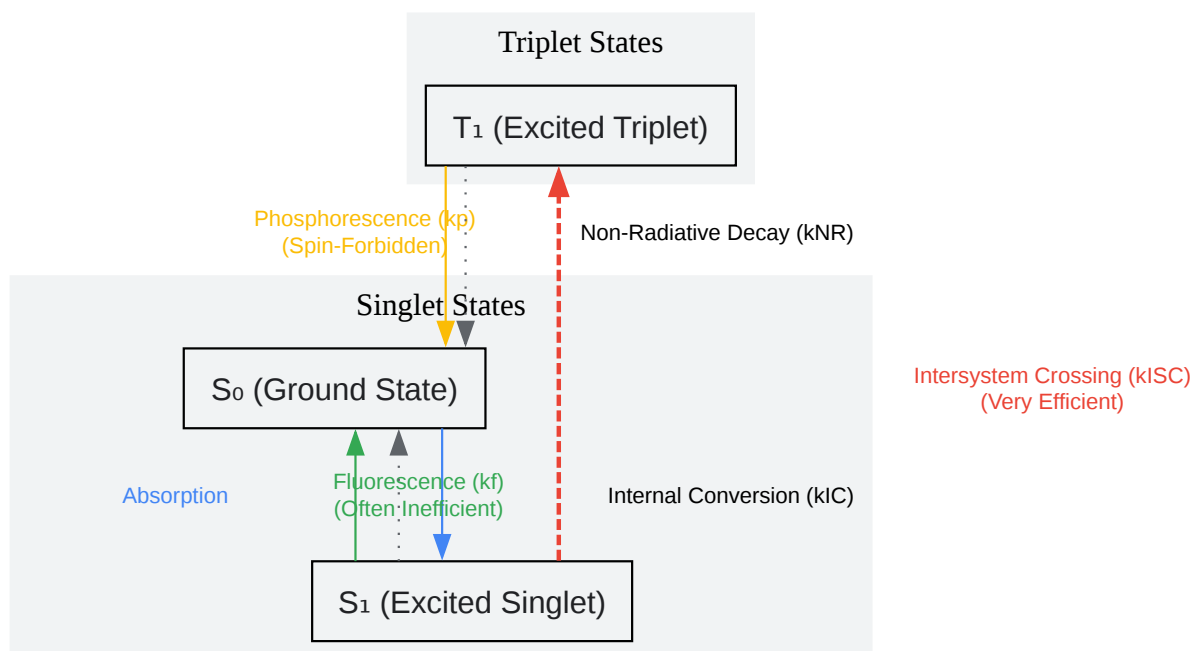 Triplet States
T₁ (Excited Triplet)
Phosphorescence (kp)
(Spin-Forbidden)
Non-Radiative Decay (kNR)
Singlet States
S₀ (Ground State)
Intersystem Crossing (kISC)
(Very Efficient)
Absorption
Fluorescence (kf)
(Often Inefficient)
Internal Conversion (kIC)
S₁ (Excited Singlet)